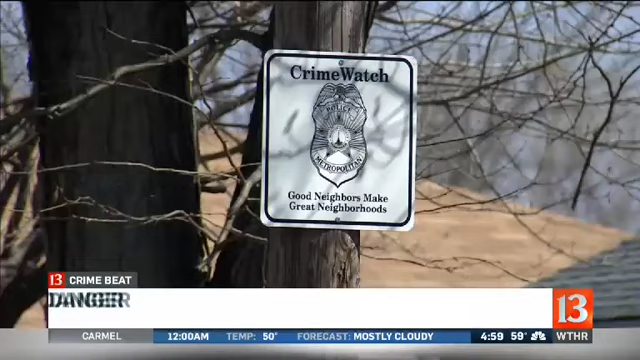 CrimeWatch
POLICE
METROPOLITAN
Good Neighbors Make
Great Neighborhoods
13 CRIME BEAT
13
CARMEL 12:00AM TEMP: 50° FORECAST: MOSTLY CLOUDY 4:59 59° WTHR